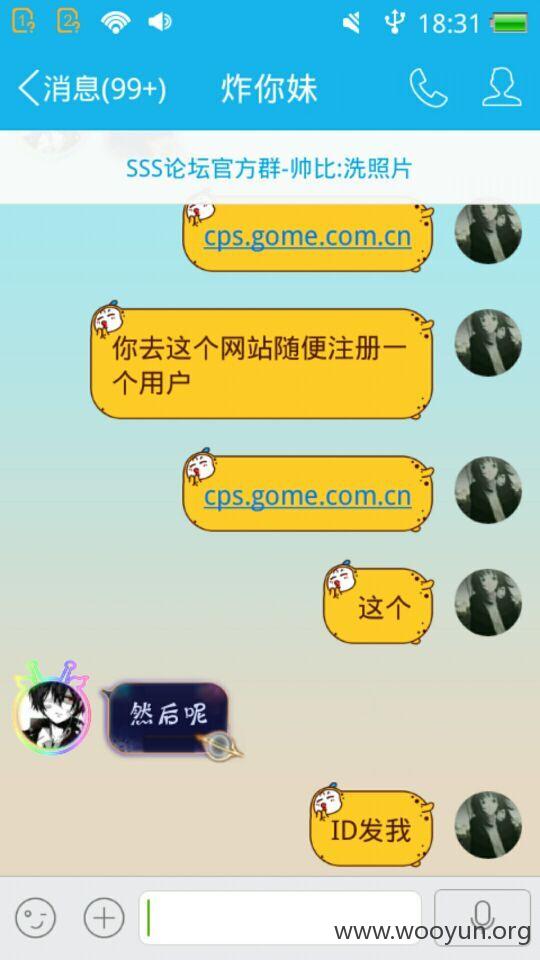 1?
2?
18:31
消息(99+)
炸你妹
SSS论坛官方群-帅比:洗照片
cps.gome.com.cn
你去这个网站随便注册一
个用户
cps.gome.com.cn
这个
然后呢
ID发我
www.wooyun.org